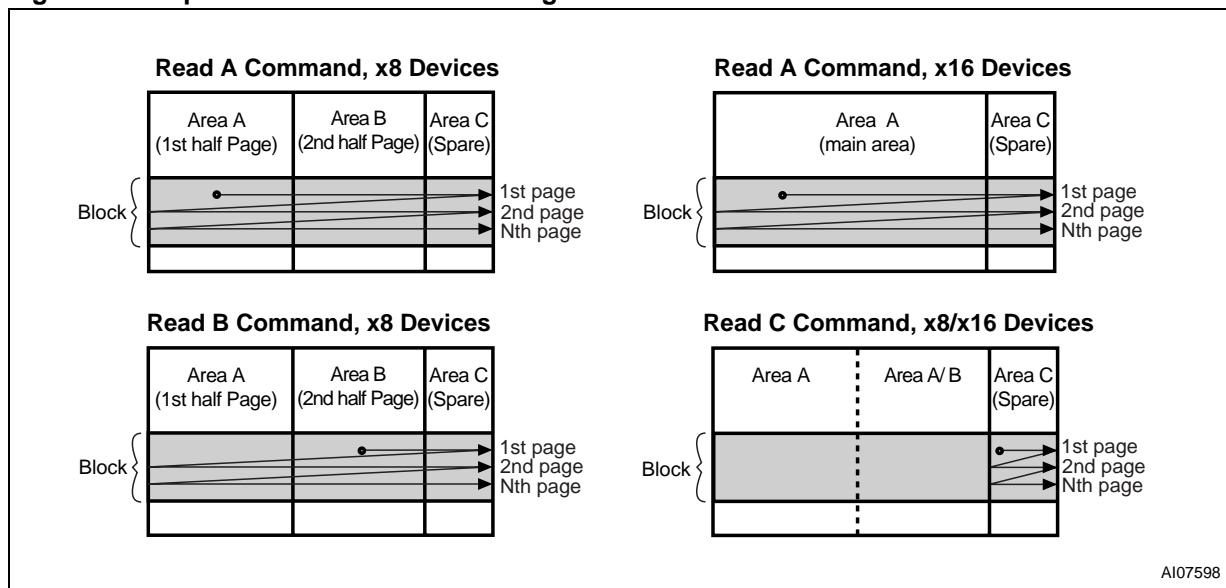 Read A Command, x8 Devices
Area A
(1st half Page)
Area B
(2nd half Page)
Area C
(Spare)
Block
1st page
2nd page
Nth page
Read A Command, x16 Devices
Area A
(main area)
Area C
(Spare)
Block
1st page
2nd page
Nth page
Read B Command, x8 Devices
Area A
(1st half Page)
Area B
(2nd half Page)
Area C
(Spare)
Block
1st page
2nd page
Nth page
Read C Command, x8/x16 Devices
Area A
Area A/ B
Area C
(Spare)
Block
1st page
2nd page
Nth page
AI07598